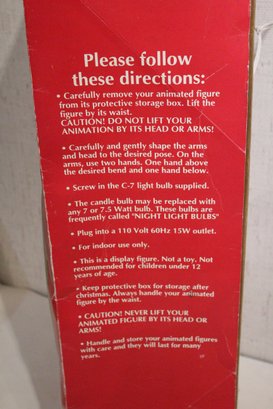 Please follow
these directions:
• Carefully remove your animated figure
from its protective storage box. Lift the
figure by its waist.
CAUTION! DO NOT LIFT YOUR
ANIMATION BY ITS HEAD OR ARMS!
• Carefully and gently shape the arms
and head to the desired pose. On the
arms, use two hands. One hand above
the desired bend and one hand below.
• Screw in the C-7 light bulb supplied.
• The candle bulb may be replaced with
any 7 or 7.5 Watt bulb. These bulbs are
frequently called "NIGHT LIGHT BULBS"
• Plug into a 110 Volt 60Hz 15W outlet.
• For indoor use only.
• This is a display figure. Not a toy. Not
recommended for children under 12
years of age.
• Keep protective box for storage after
christmas. Always handle your animated
figure by the waist.
• CAUTION! NEVER LIFT YOUR
ANIMATED FIGURE BY ITS HEAD OR
ARMS!
• Handle and store your animated figures
with care and they will last for many
years.